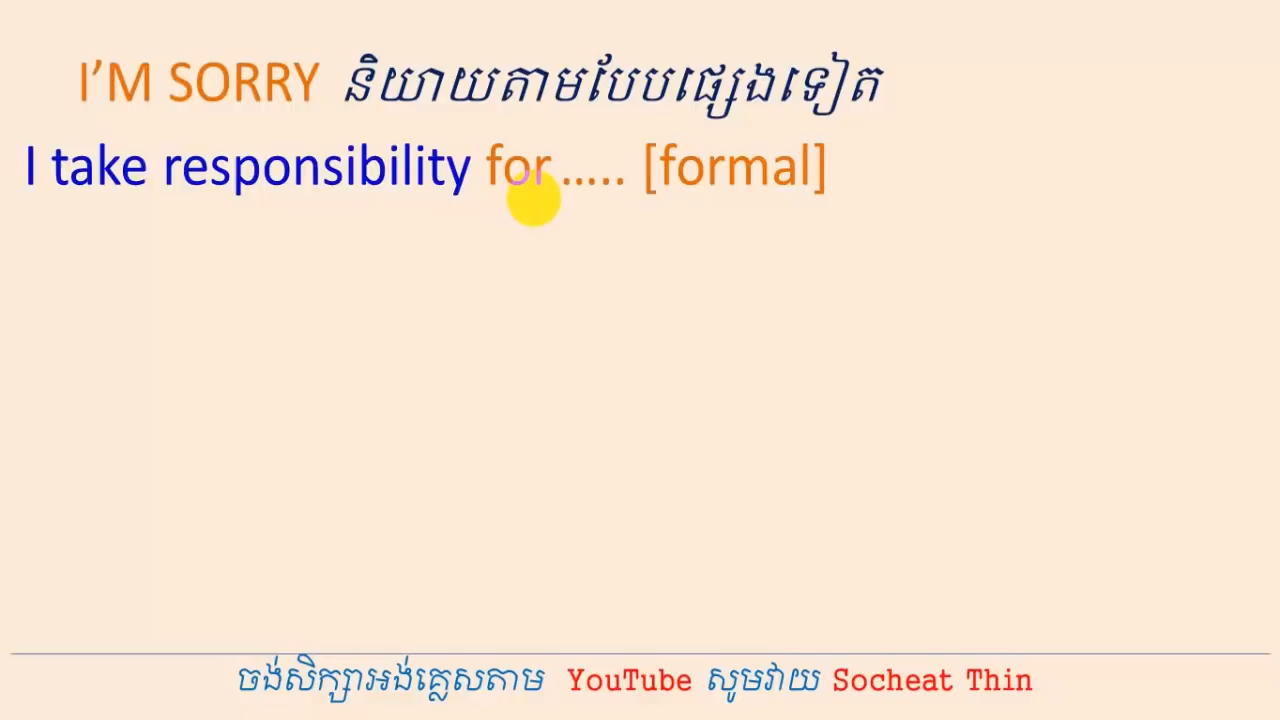 I’M SORRY និយាយតាមបែបផ្សេងទៀត
I take responsibility for ….. [formal]
ចង់សិក្សាអង់គ្លេសតាម YouTube សូមវាយ Socheat Thin